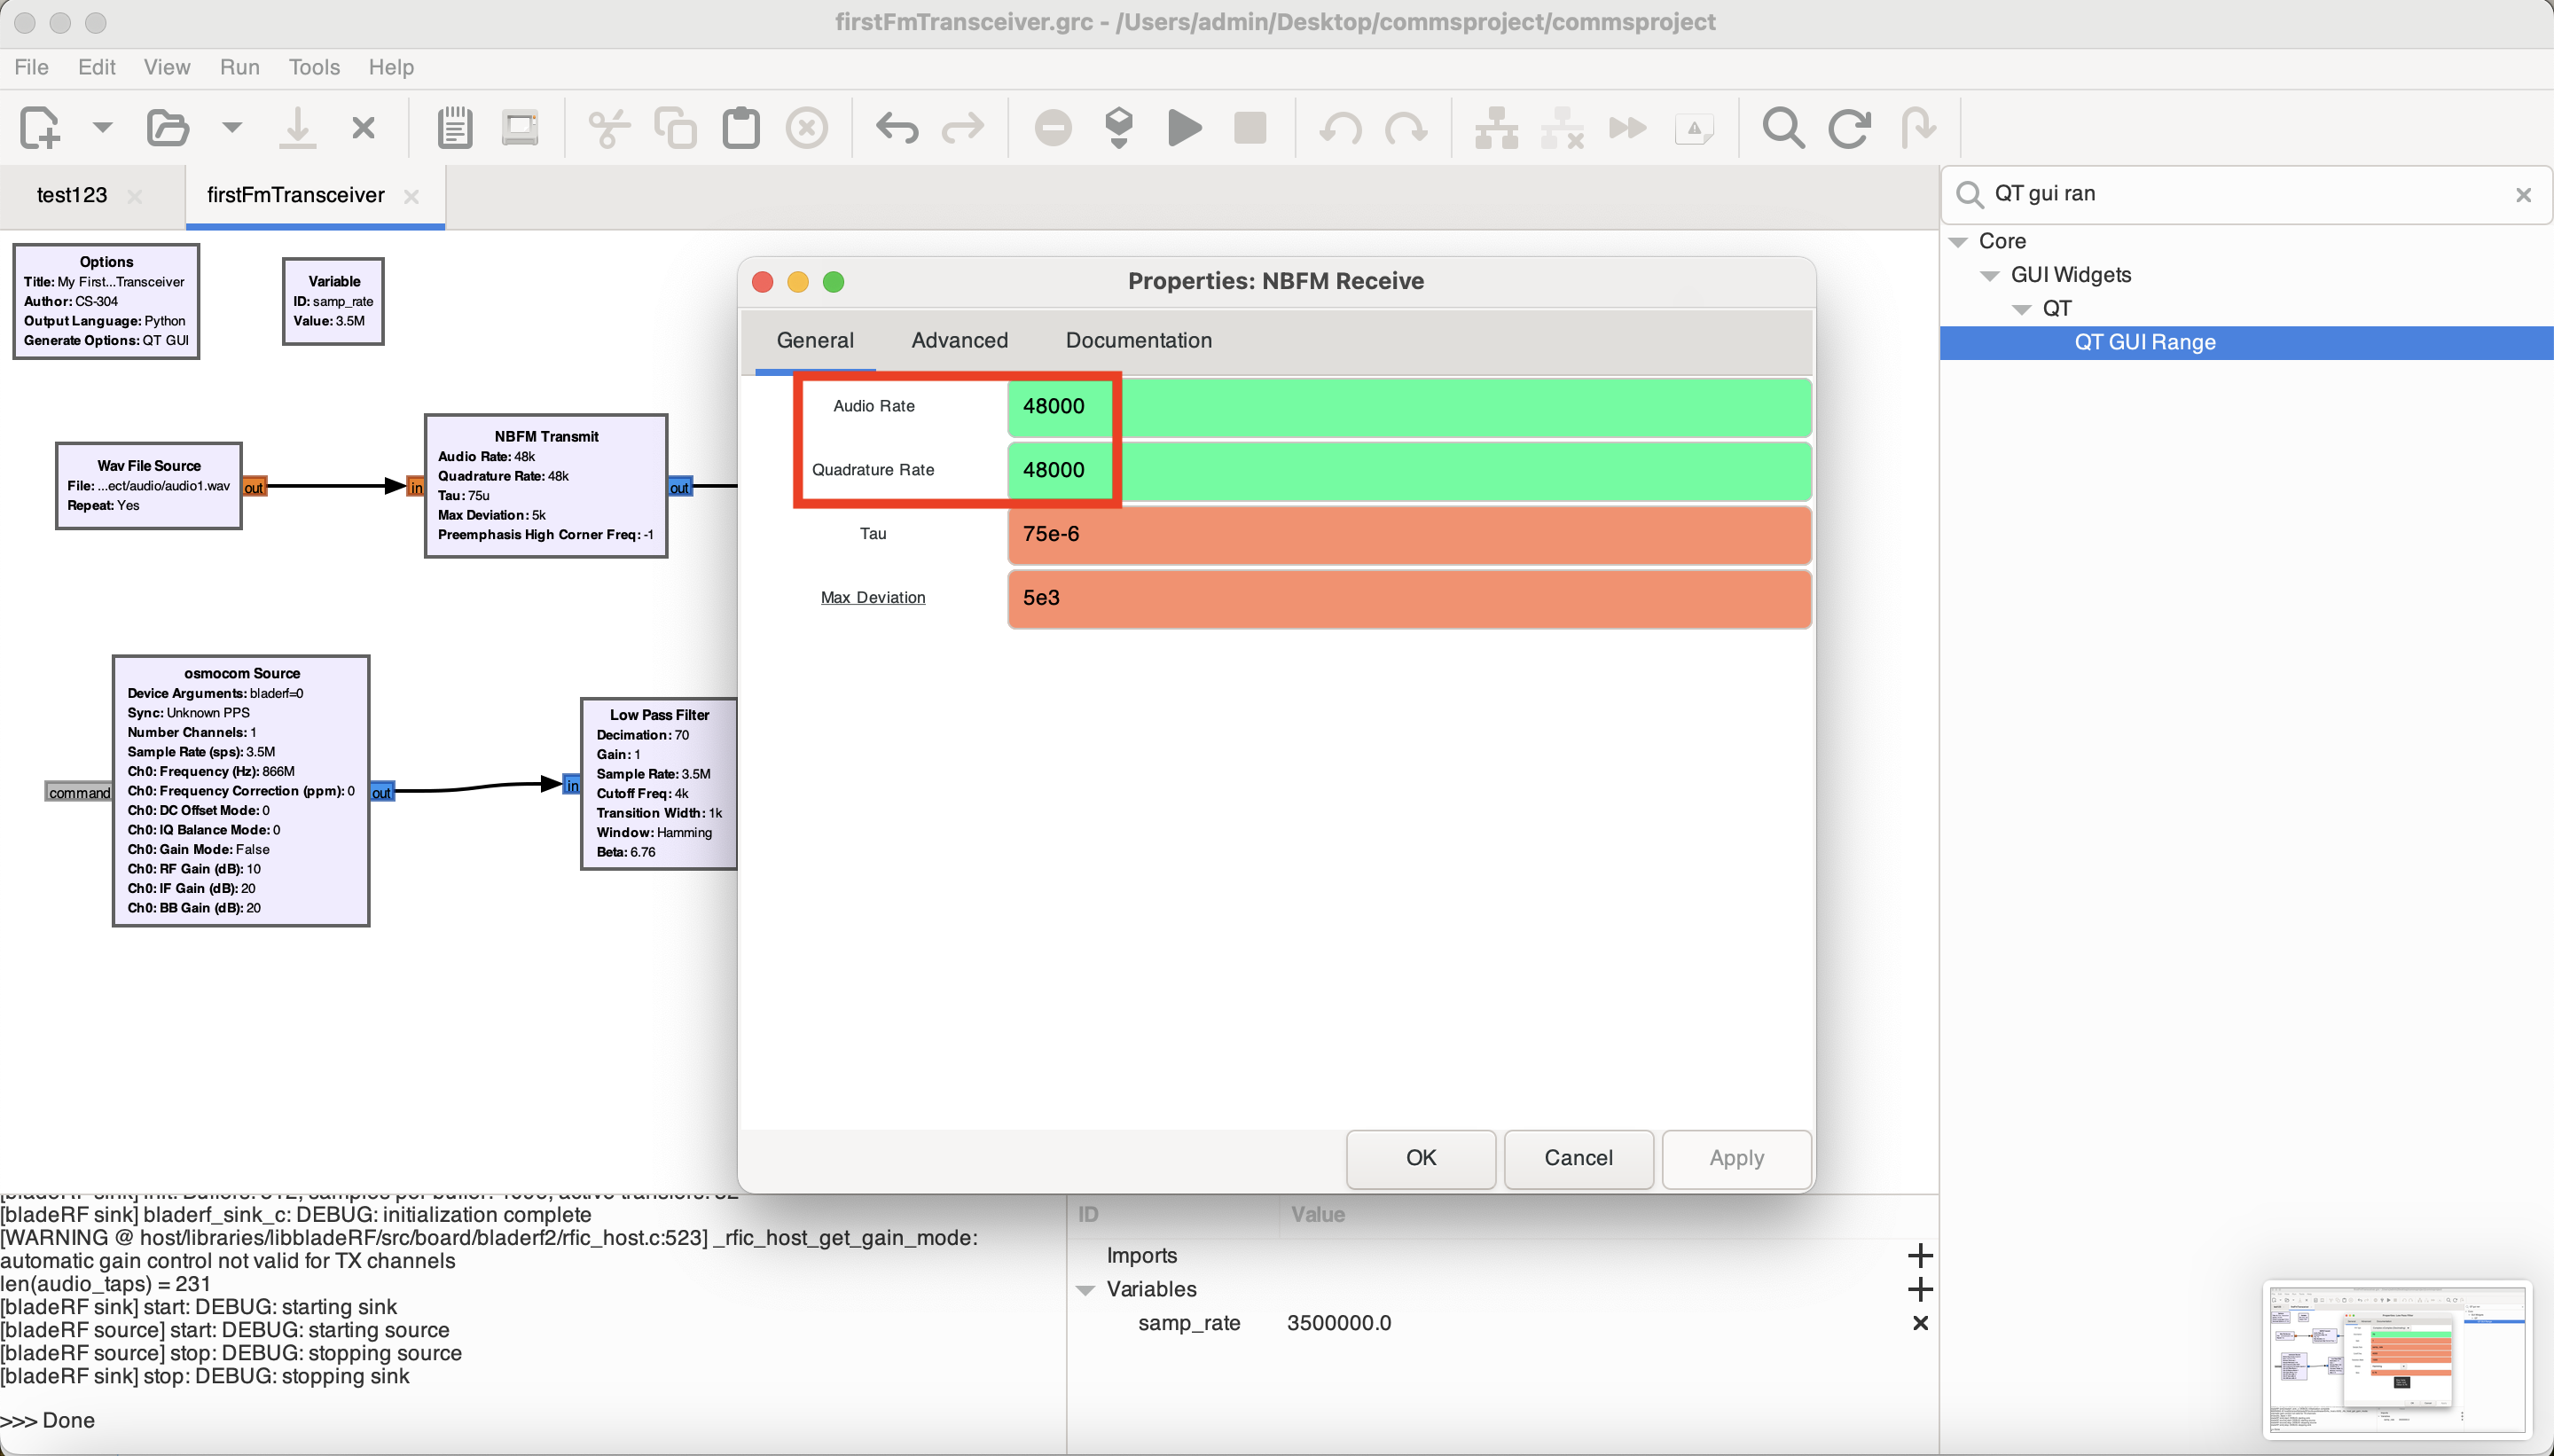 firstFmTransceiver.grc - /Users/admin/Desktop/commsproject/commsproject
File Edit View Run Tools Help
test123
firstFmTransceiver
QT gui ran
Core
GUI Widgets
QT
QT GUI Range
Options
Title: My First...Transceiver
Author: CS-304
Output Language: Python
Generate Options: QT GUI
Variable
ID: samp_rate
Value: 3.5M
Wav File Source
File: ...ect/audio/audio1.wav
Repeat: Yes
out
in
NBFM Transmit
Audio Rate: 48k
Quadrature Rate: 48k
Tau: 75u
Max Deviation: 5k
Preemphasis High Corner Freq: -1
out
osmocom Source
Device Arguments: bladerf=0
Sync: Unknown PPS
Number Channels: 1
Sample Rate (sps): 3.5M
Ch0: Frequency (Hz): 866M
Ch0: Frequency Correction (ppm): 0
Ch0: DC Offset Mode: 0
Ch0: IQ Balance Mode: 0
Ch0: Gain Mode: False
Ch0: RF Gain (dB): 10
Ch0: IF Gain (dB): 20
Ch0: BB Gain (dB): 20
command
out
in
Low Pass Filter
Decimation: 70
Gain: 1
Sample Rate: 3.5M
Cutoff Freq: 4k
Transition Width: 1k
Window: Hamming
Beta: 6.76
Properties: NBFM Receive
General Advanced Documentation
Audio Rate 48000
Quadrature Rate 48000
Tau 75e-6
Max Deviation 5e3
OK Cancel Apply
[bladeRF sink] bladerf_sink_c: DEBUG: initialization complete
[WARNING @ host/libraries/libbladeRF/src/board/bladerf2/rfic_host.c:523] _rfic_host_get_gain_mode:
automatic gain control not valid for TX channels
len(audio_taps) = 231
[bladeRF sink] start: DEBUG: starting sink
[bladeRF source] start: DEBUG: starting source
[bladeRF source] stop: DEBUG: stopping source
[bladeRF sink] stop: DEBUG: stopping sink
>>> Done
ID Value
Imports
Variables
samp_rate 3500000.0